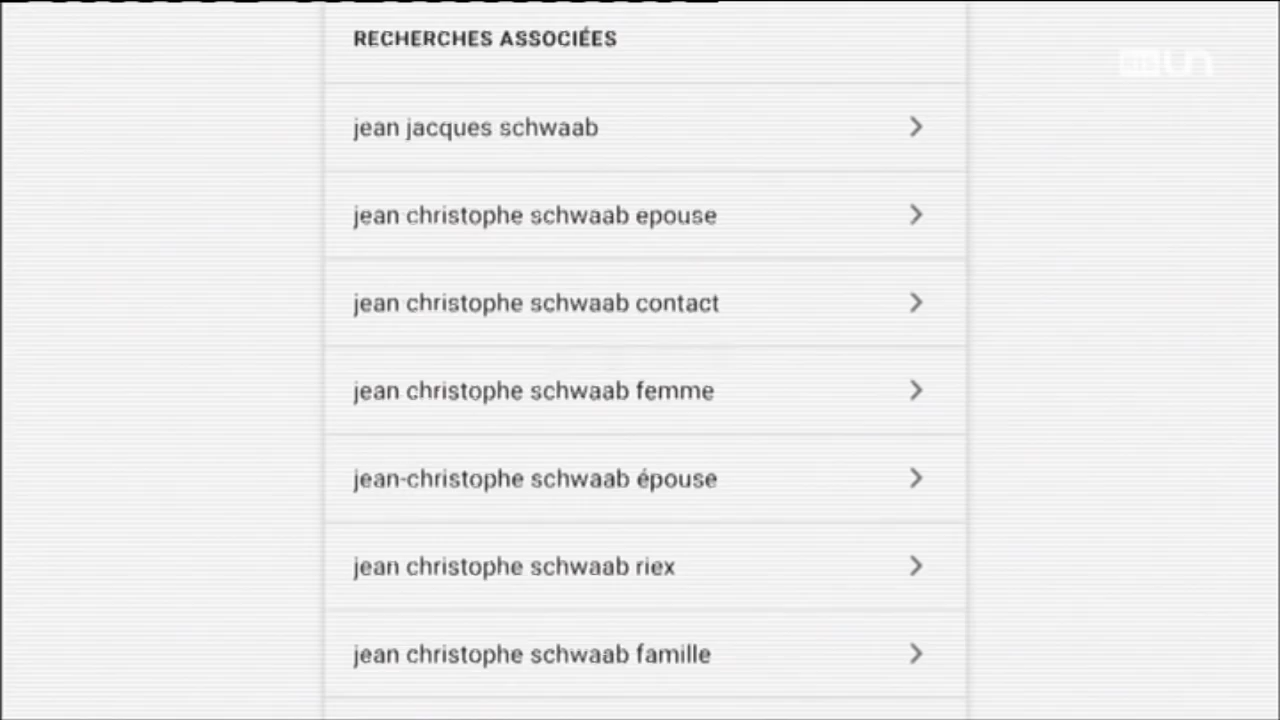 RECHERCHES ASSOCIÉES
jean jacques schwaab
jean christophe schwaab epouse
jean christophe schwaab contact
jean christophe schwaab femme
jean-christophe schwaab épouse
jean christophe schwaab riex
jean christophe schwaab famille